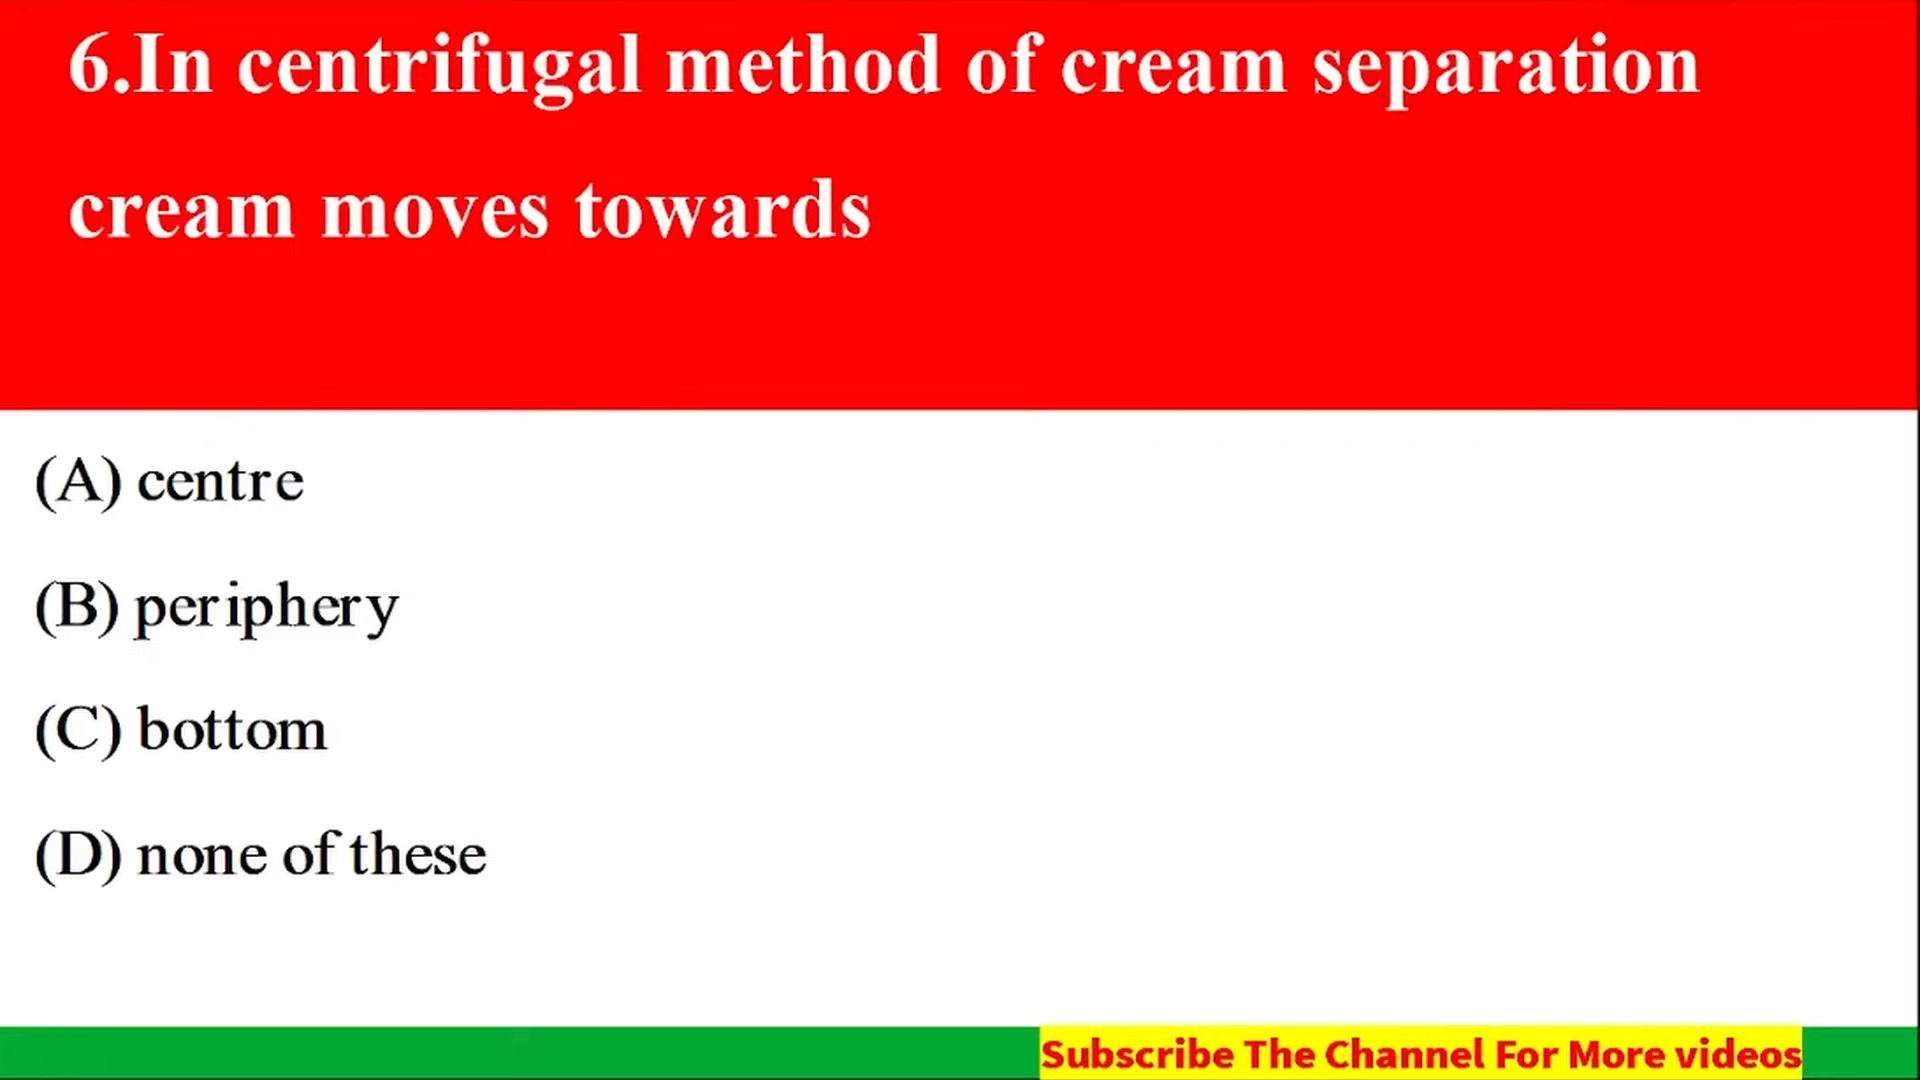 6.In centrifugal method of cream separation
cream moves towards
(A) centre
(B) periphery
(C) bottom
(D) none of these
Subscribe The Channel For More videos